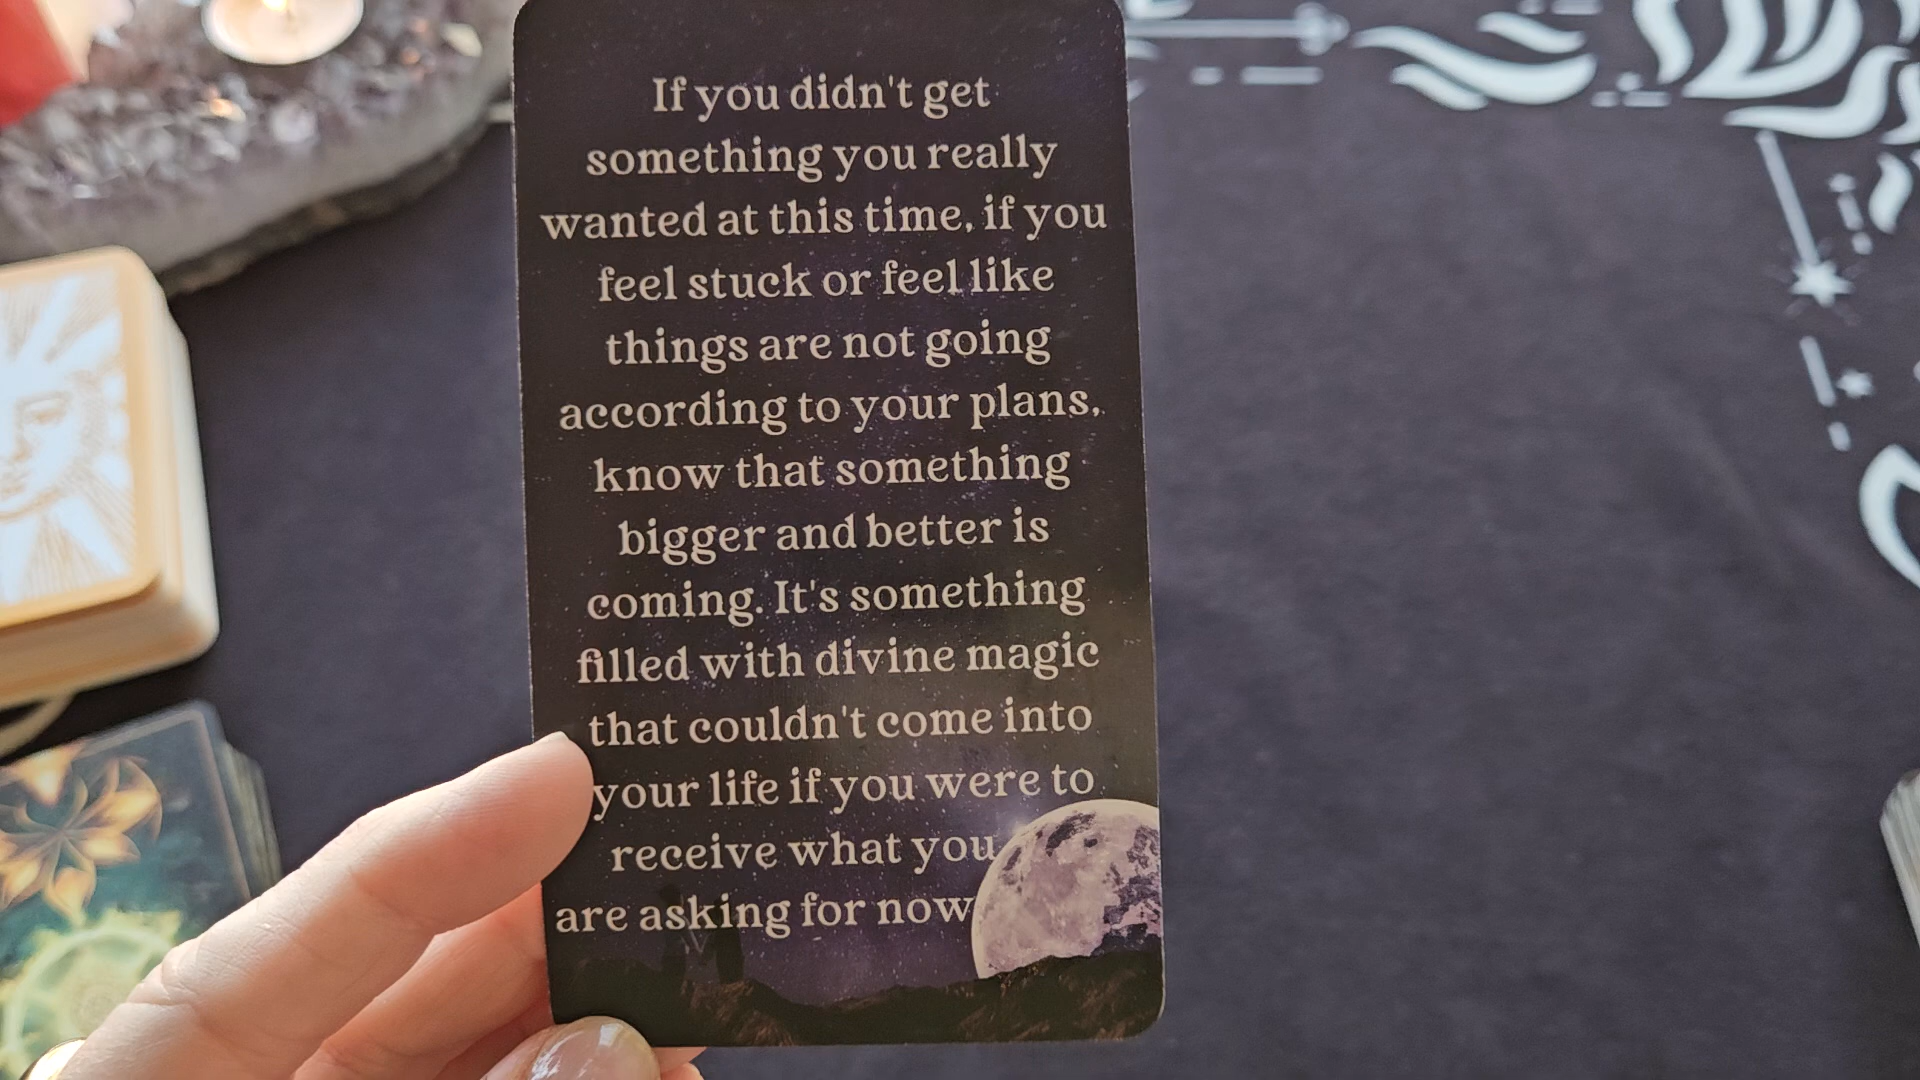 If you didn't get
something you really
wanted at this time, if you
feel stuck or feel like
things are not going
according to your plans,
know that something
bigger and better is
coming. It's something
filled with divine magic
that couldn't come into
your life if you were to
receive what you
are asking for now